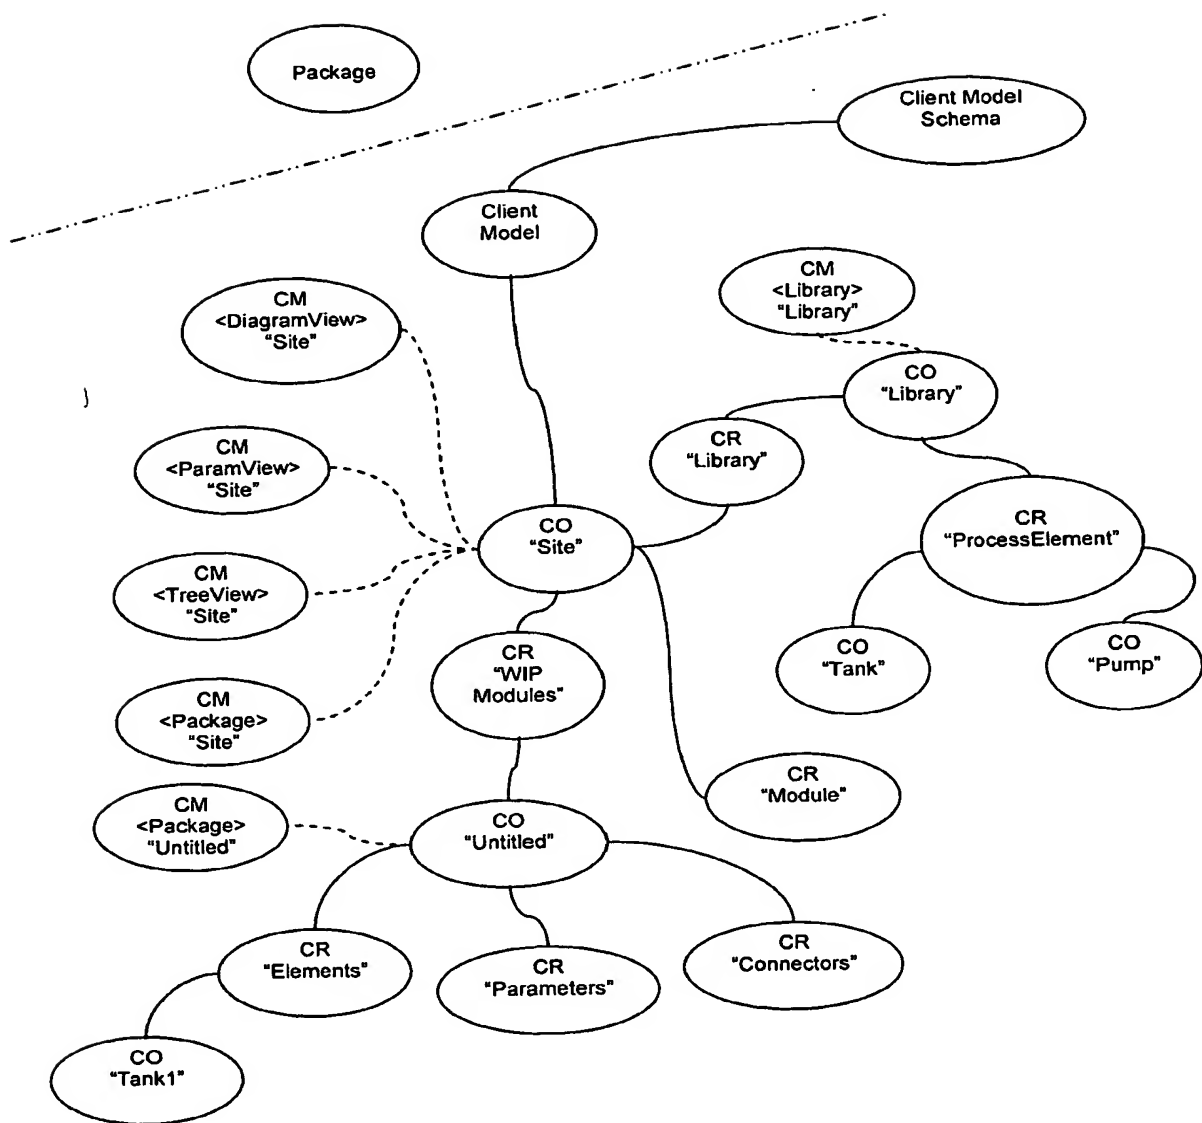 Package
Client Model
Schema
Client
Model
CM
<DiagramView>
"Site"
CM
<Library>
"Library"
CO
"Library"
CR
"Library"
CM
<ParamView>
"Site"
CO
"Site"
CR
"ProcessElement"
CM
<TreeView>
"Site"
CR
"WIP
Modules"
CO
"Tank"
CO
"Pump"
CM
<Package>
"Site"
CR
"Module"
CM
<Package>
"Untitled"
CO
"Untitled"
CR
"Elements"
CR
"Parameters"
CR
"Connectors"
CO
"Tank1"